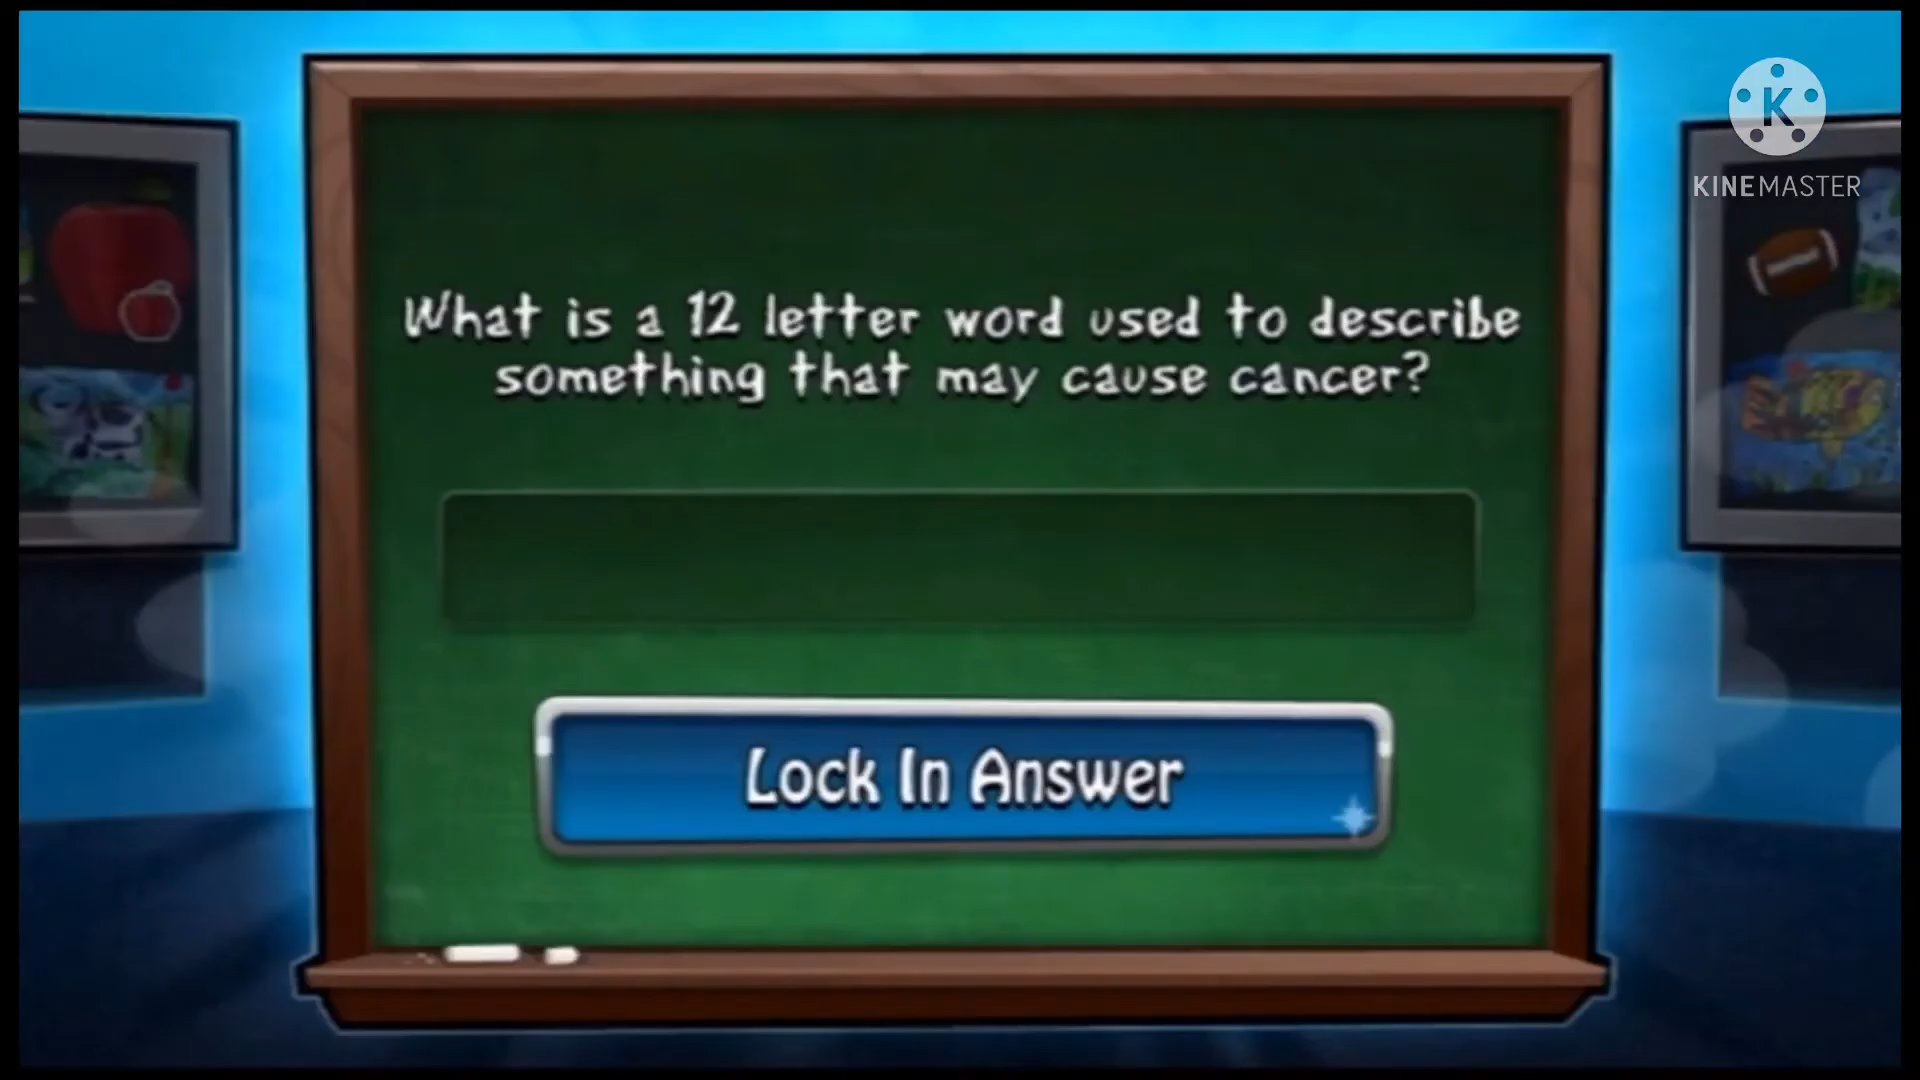 K
KINEMASTER
What is a 12 letter word used to describe
something that may cause cancer?
Lock In Answer